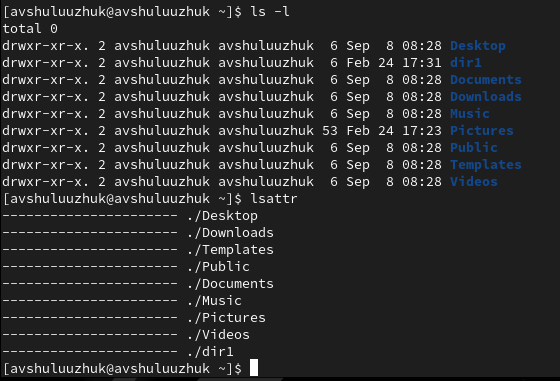 [avshuluuzhuk@avshuluuzhuk ~]$ ls -l
total 0
drwxr-xr-x. 2 avshuluuzhuk avshuluuzhuk  6 Sep  8 08:28 Desktop
drwxr-xr-x. 2 avshuluuzhuk avshuluuzhuk  6 Feb 24 17:31 dir1
drwxr-xr-x. 2 avshuluuzhuk avshuluuzhuk  6 Sep  8 08:28 Documents
drwxr-xr-x. 2 avshuluuzhuk avshuluuzhuk  6 Sep  8 08:28 Downloads
drwxr-xr-x. 2 avshuluuzhuk avshuluuzhuk  6 Sep  8 08:28 Music
drwxr-xr-x. 2 avshuluuzhuk avshuluuzhuk 53 Feb 24 17:23 Pictures
drwxr-xr-x. 2 avshuluuzhuk avshuluuzhuk  6 Sep  8 08:28 Public
drwxr-xr-x. 2 avshuluuzhuk avshuluuzhuk  6 Sep  8 08:28 Templates
drwxr-xr-x. 2 avshuluuzhuk avshuluuzhuk  6 Sep  8 08:28 Videos
[avshuluuzhuk@avshuluuzhuk ~]$ lsattr
---------------------- ./Desktop
---------------------- ./Downloads
---------------------- ./Templates
---------------------- ./Public
---------------------- ./Documents
---------------------- ./Music
---------------------- ./Pictures
---------------------- ./Videos
---------------------- ./dir1
[avshuluuzhuk@avshuluuzhuk ~]$